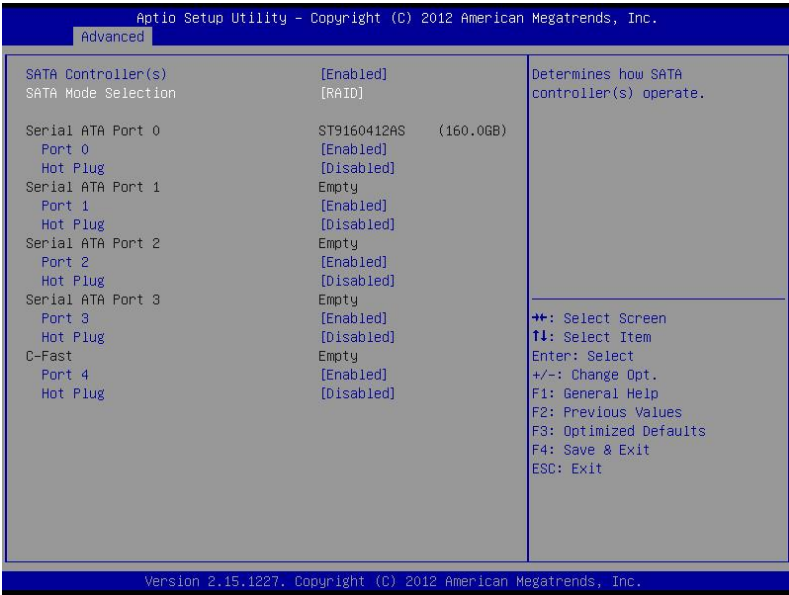 Aptio Setup Utility – Copyright (C) 2012 American Megatrends, Inc.
Advanced
SATA Controller(s) [Enabled]
SATA Mode Selection [RAID]
Serial ATA Port 0 ST9160412AS (160.0GB)
Port 0 [Enabled]
Hot Plug [Disabled]
Serial ATA Port 1 Empty
Port 1 [Enabled]
Hot Plug [Disabled]
Serial ATA Port 2 Empty
Port 2 [Enabled]
Hot Plug [Disabled]
Serial ATA Port 3 Empty
Port 3 [Enabled]
Hot Plug [Disabled]
C-Fast Empty
Port 4 [Enabled]
Hot Plug [Disabled]
Determines how SATA
controller(s) operate.
→←: Select Screen
↑↓: Select Item
Enter: Select
+/-: Change Opt.
F1: General Help
F2: Previous Values
F3: Optimized Defaults
F4: Save & Exit
ESC: Exit
Version 2.15.1227. Copyright (C) 2012 American Megatrends, Inc.